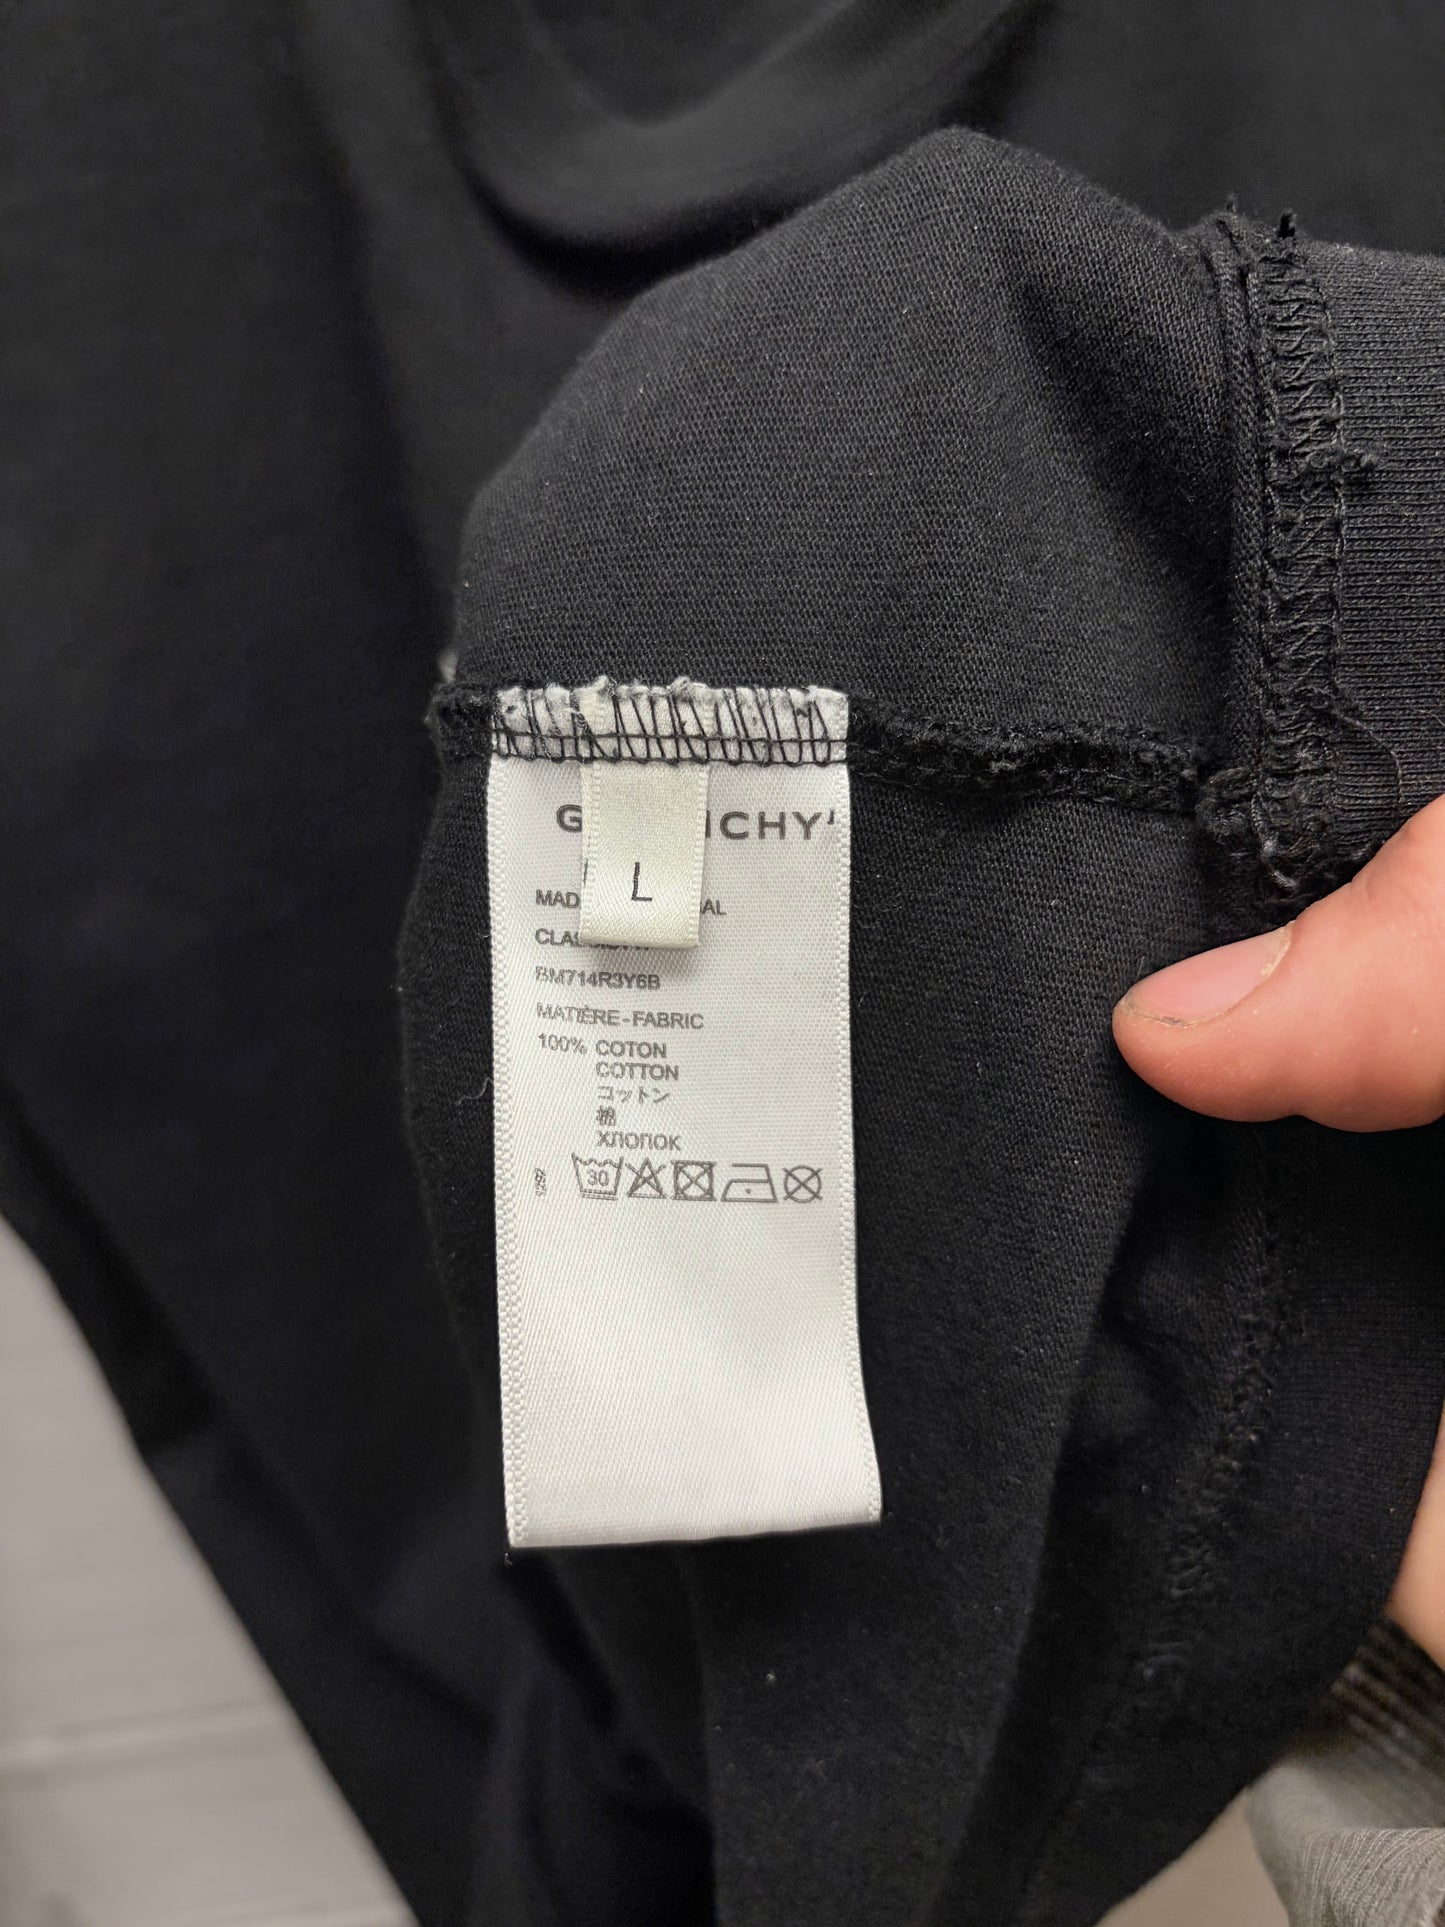 L
BM714R3Y6B
MATIÈRE-FABRIC
100% COTON
COTTON
コットン
棉
ХЛОПОК
30